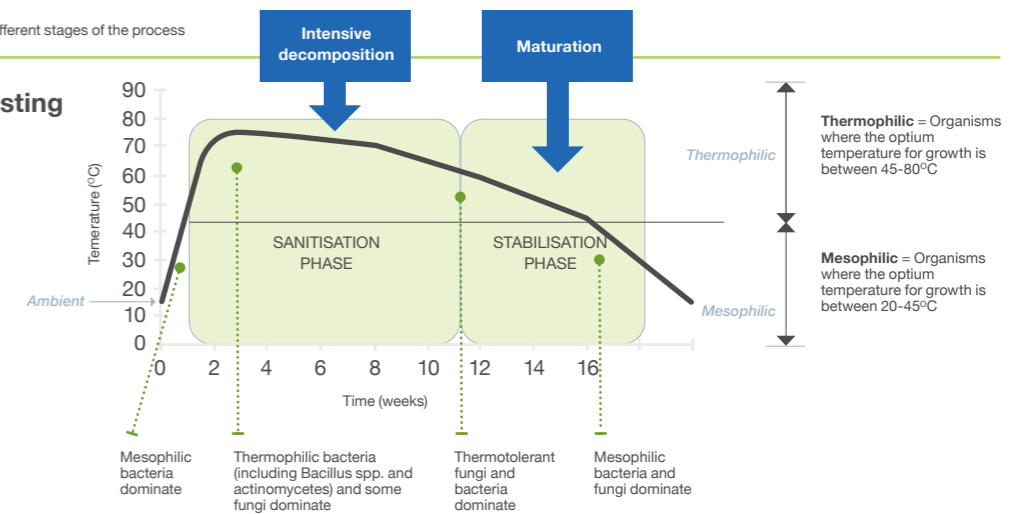 fferent stages of the process
sting
Intensive
decomposition
Maturation
Temerature (ºC)
90
80
70
60
50
40
30
20
10
0
Ambient
SANITISATION
PHASE
STABILISATION
PHASE
0 2 4 6 8 10 12 14 16
Time (weeks)
Thermophilic
Mesophilic
Thermophilic = Organisms
where the optium
temperature for growth is
between 45-80ºC
Mesophilic = Organisms
where the optium
temperature for growth is
between 20-45ºC
Mesophilic
bacteria
dominate
Thermophilic bacteria
(including Bacillus spp. and
actinomycetes) and some
fungi dominate
Thermotolerant
fungi and
bacteria
dominate
Mesophilic
bacteria and
fungi dominate